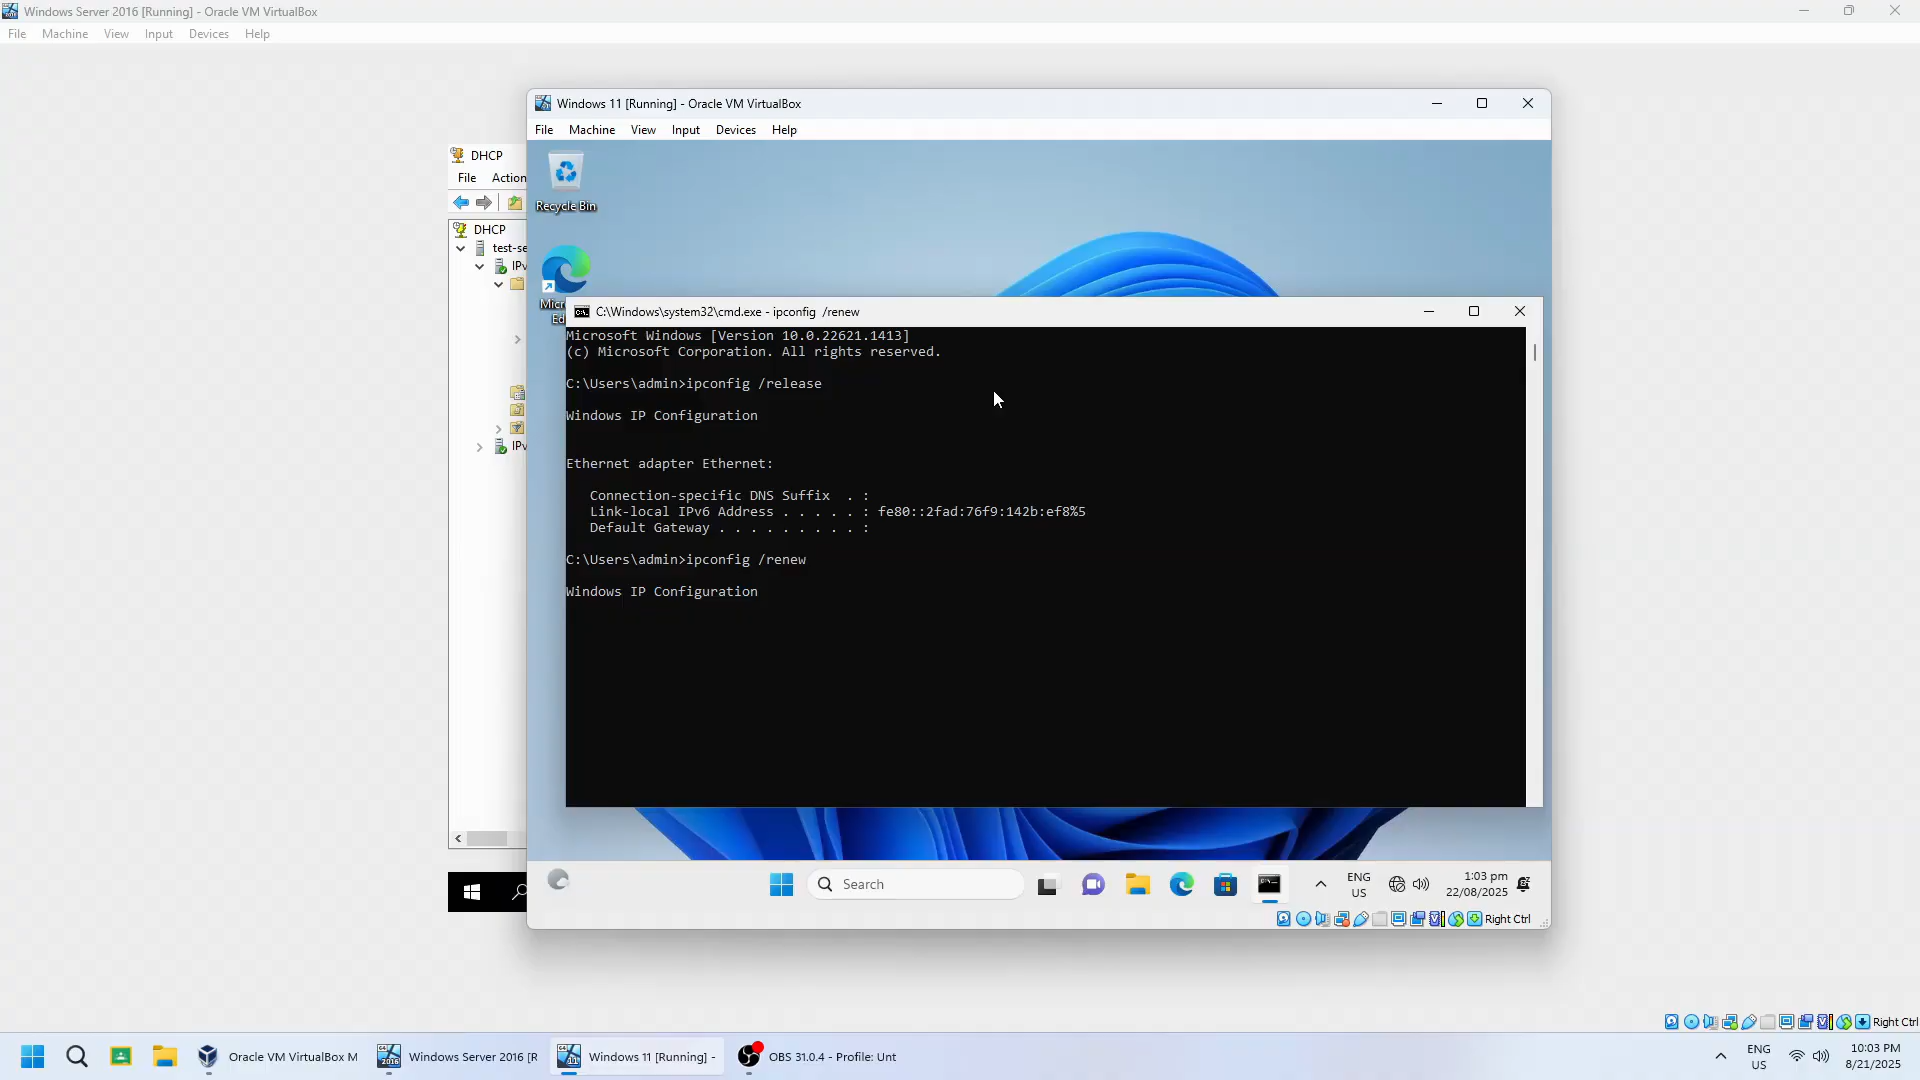 Windows Server 2016 [Running] - Oracle VM VirtualBox
File Machine View Input Devices Help
Windows 11 [Running] - Oracle VM VirtualBox
File Machine View Input Devices Help
DHCP
File Action
DHCP
test-se
IPv
IPv
Recycle Bin
Micr
Ed
C:\Windows\system32\cmd.exe - ipconfig /renew
Microsoft Windows [Version 10.0.22621.1413]
(c) Microsoft Corporation. All rights reserved.
C:\Users\admin>ipconfig /release
Windows IP Configuration
Ethernet adapter Ethernet:
Connection-specific DNS Suffix . :
Link-local IPv6 Address . . . . . : fe80::2fad:76f9:142b:ef8%5
Default Gateway . . . . . . . . . :
C:\Users\admin>ipconfig /renew
Windows IP Configuration
Search
ENG
US
1:03 pm
22/08/2025
Right Ctrl
Right Ctrl
Oracle VM VirtualBox M
Windows Server 2016 [R
Windows 11 [Running] -
OBS 31.0.4 - Profile: Unt
ENG
US
10:03 PM
8/21/2025